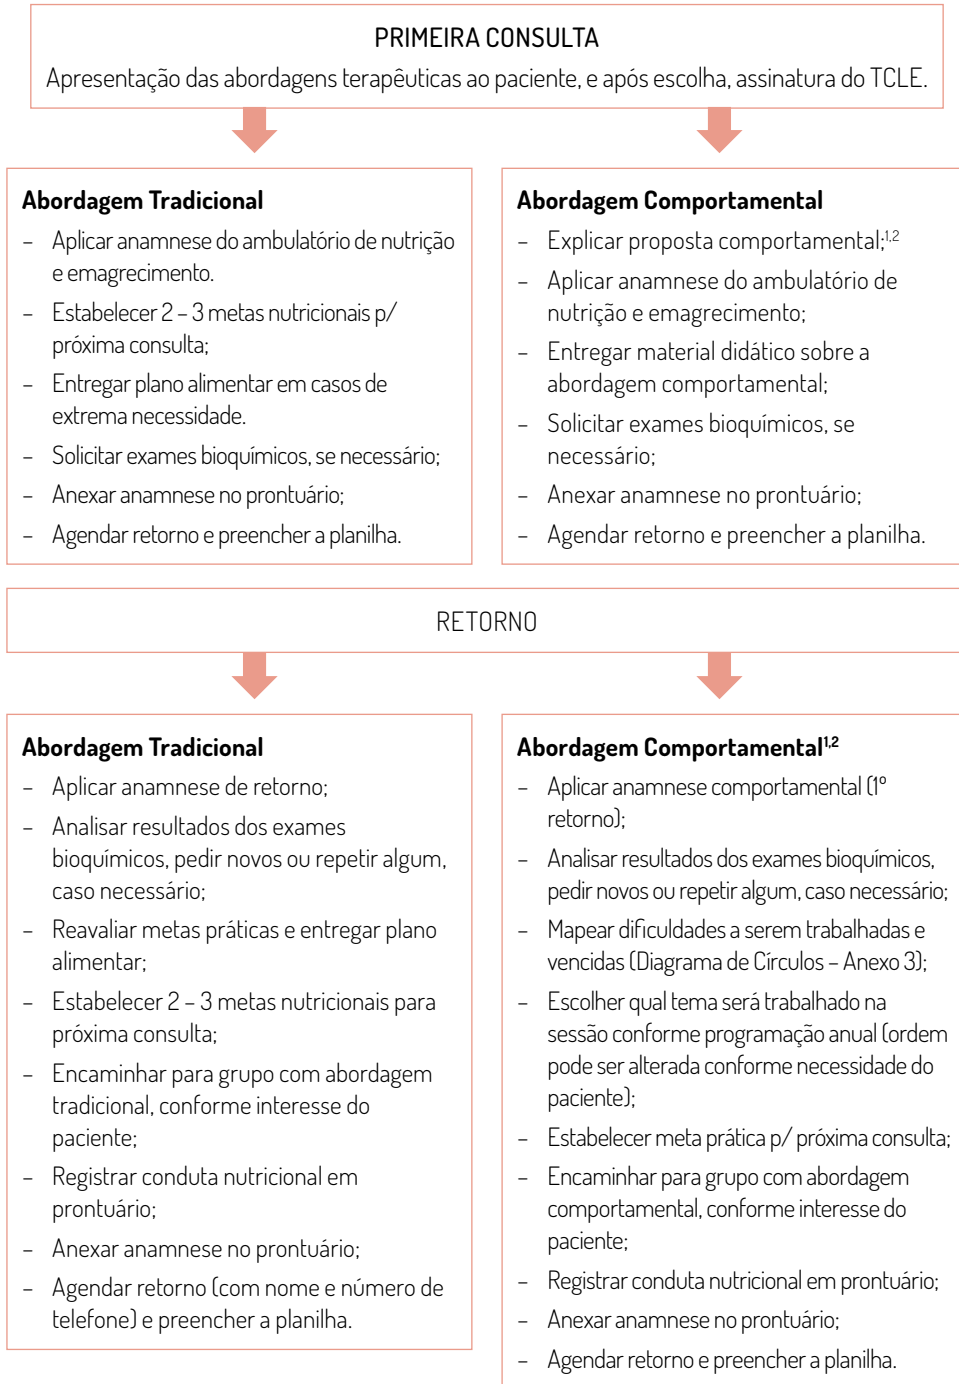 PRIMEIRA CONSULTA
Apresentação das abordagens terapêuticas ao paciente, e após escolha, assinatura do TCLE.
Abordagem Tradicional
– Aplicar anamnese do ambulatório de nutrição
e emagrecimento.
– Estabelecer 2 – 3 metas nutricionais p/
próxima consulta;
– Entregar plano alimentar em casos de
extrema necessidade.
– Solicitar exames bioquímicos, se necessário;
– Anexar anamnese no prontuário;
– Agendar retorno e preencher a planilha.
Abordagem Comportamental
– Explicar proposta comportamental;1,2
– Aplicar anamnese do ambulatório de
nutrição e emagrecimento;
– Entregar material didático sobre a
abordagem comportamental;
– Solicitar exames bioquímicos, se
necessário;
– Anexar anamnese no prontuário;
– Agendar retorno e preencher a planilha.
RETORNO
Abordagem Tradicional
– Aplicar anamnese de retorno;
– Analisar resultados dos exames
bioquímicos, pedir novos ou repetir algum,
caso necessário;
– Reavaliar metas práticas e entregar plano
alimentar;
– Estabelecer 2 – 3 metas nutricionais para
próxima consulta;
– Encaminhar para grupo com abordagem
tradicional, conforme interesse do
paciente;
– Registrar conduta nutricional em
prontuário;
– Anexar anamnese no prontuário;
– Agendar retorno (com nome e número de
telefone) e preencher a planilha.
Abordagem Comportamental1,2
– Aplicar anamnese comportamental (1º
retorno);
– Analisar resultados dos exames bioquímicos,
pedir novos ou repetir algum, caso necessário;
– Mapear dificuldades a serem trabalhadas e
vencidas (Diagrama de Círculos – Anexo 3);
– Escolher qual tema será trabalhado na
sessão conforme programação anual (ordem
pode ser alterada conforme necessidade do
paciente);
– Estabelecer meta prática p/ próxima consulta;
– Encaminhar para grupo com abordagem
comportamental, conforme interesse do
paciente;
– Registrar conduta nutricional em prontuário;
– Anexar anamnese no prontuário;
– Agendar retorno e preencher a planilha.